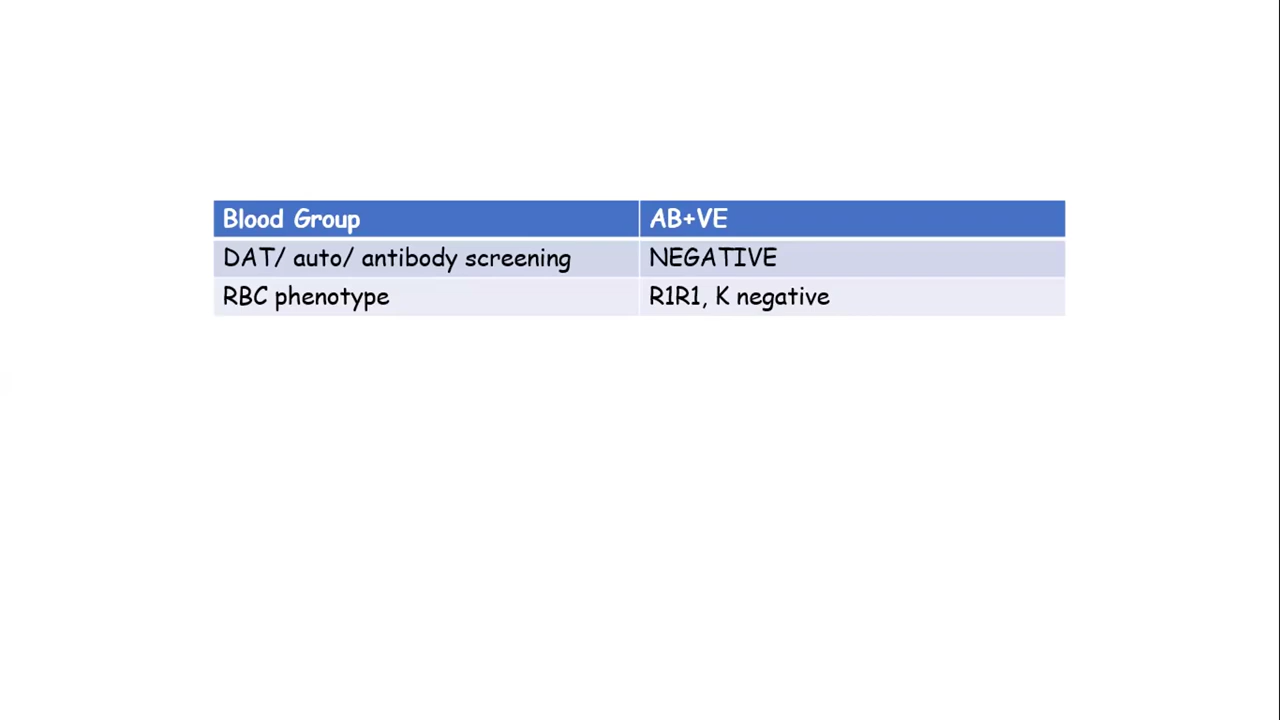 Blood Group AB+VE
DAT/ auto/ antibody screening NEGATIVE
RBC phenotype R1R1, K negative